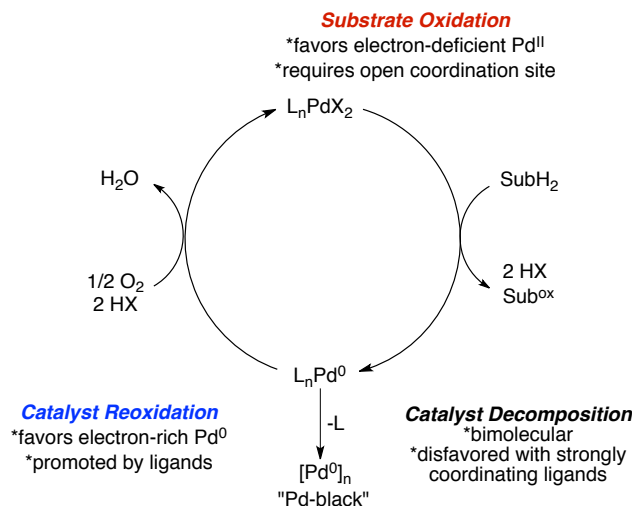 Substrate Oxidation
*favors electron-deficient Pdᴵᴵ
*requires open coordination site
LₙPdX₂
H₂O
SubH₂
1/2 O₂
2 HX
2 HX
Subᵒˣ
LₙPd⁰
Catalyst Reoxidation
*favors electron-rich Pd⁰
*promoted by ligands
-L
Catalyst Decomposition
*bimolecular
*disfavored with strongly
coordinating ligands
[Pd⁰]ₙ
"Pd-black"